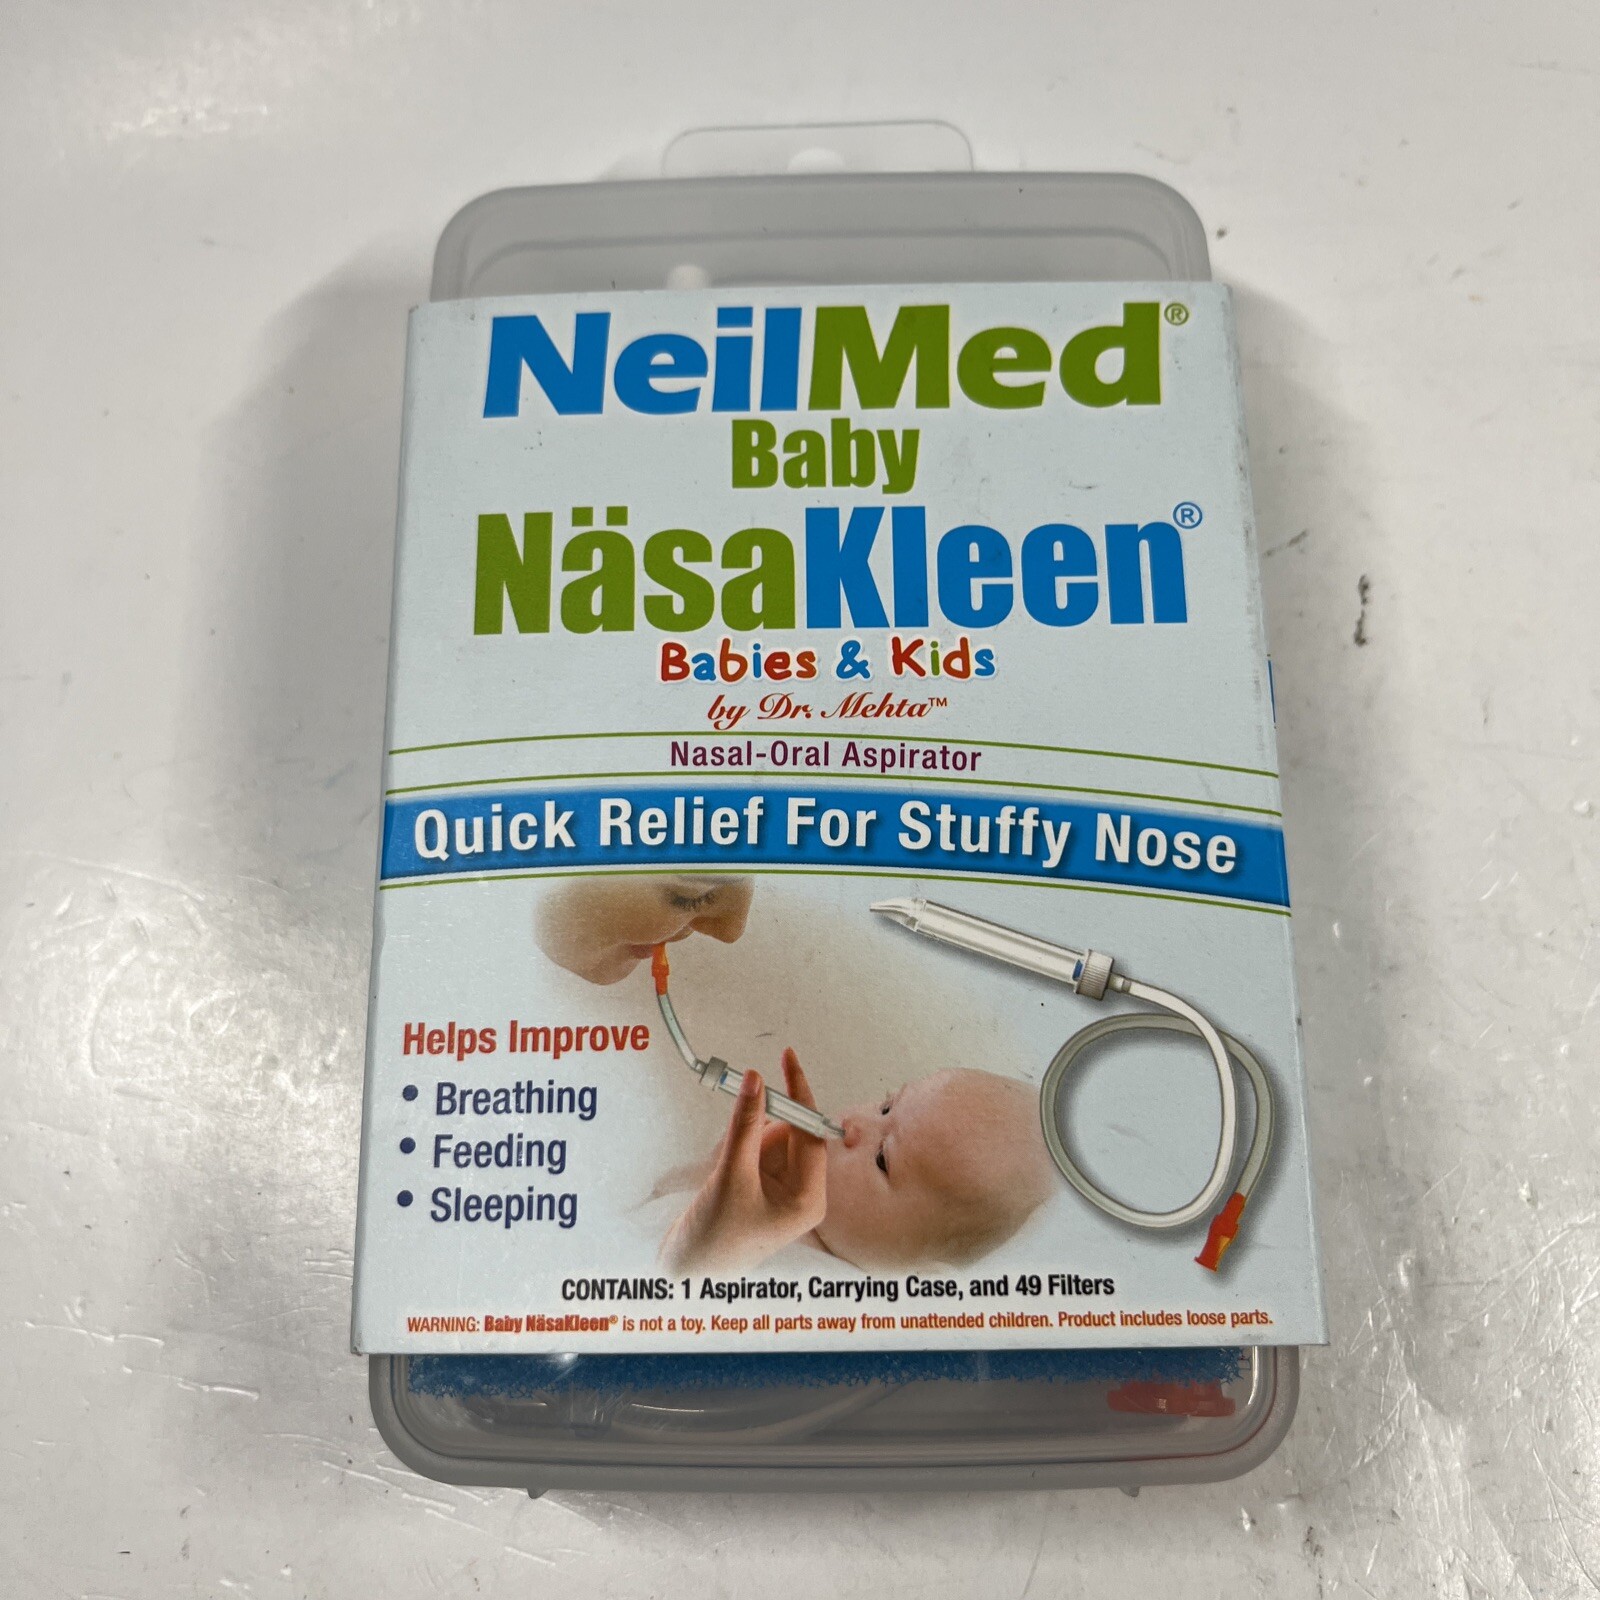 NeilMed®
Baby
NäsaKleen®
Babies & Kids
by Dr. Mehta™
Nasal-Oral Aspirator
Quick Relief For Stuffy Nose
Helps Improve
• Breathing
• Feeding
• Sleeping
CONTAINS: 1 Aspirator, Carrying Case, and 49 Filters
WARNING: Baby NäsaKleen® is not a toy. Keep all parts away from unattended children. Product includes loose parts.